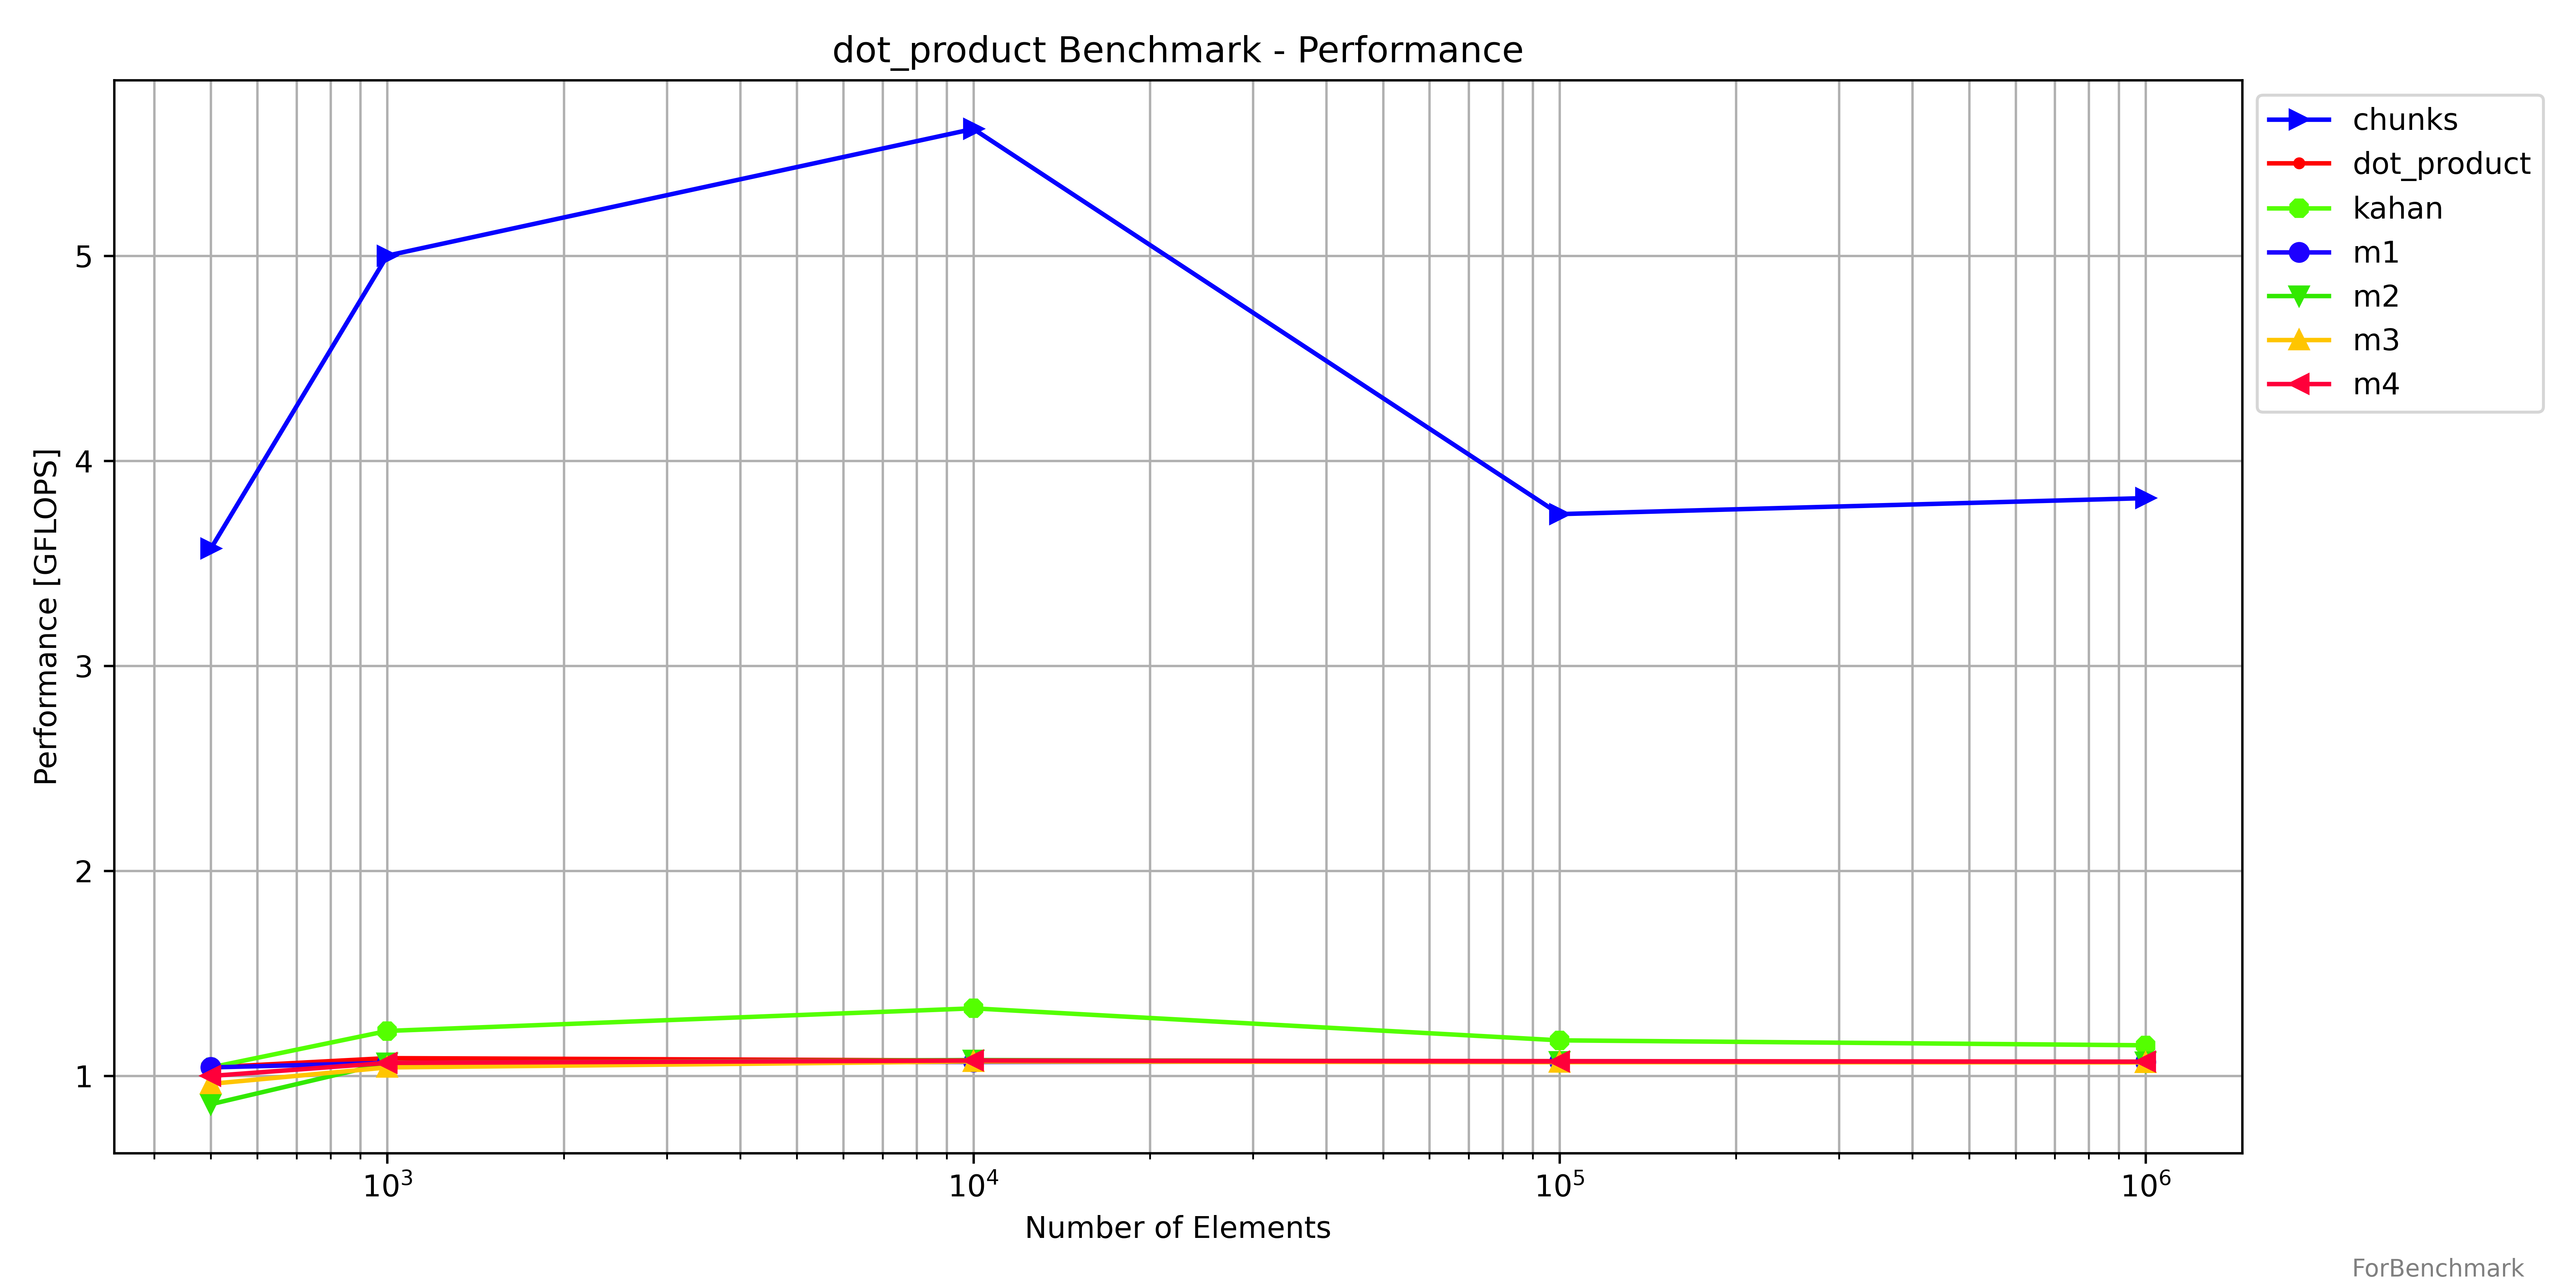 dot_product Benchmark - Performance
Performance [GFLOPS]
5
4
3
2
1
10³
10⁴
10⁵
10⁶
Number of Elements
chunks
dot_product
kahan
m1
m2
m3
m4
ForBenchmark